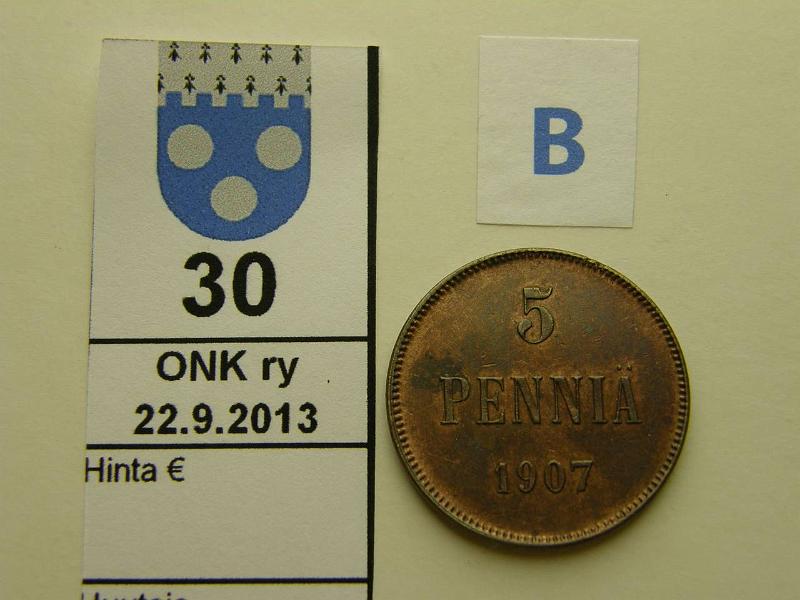 30
ONK ry
22.9.2013
Hinta €
B
5
PENNIÄ
1907